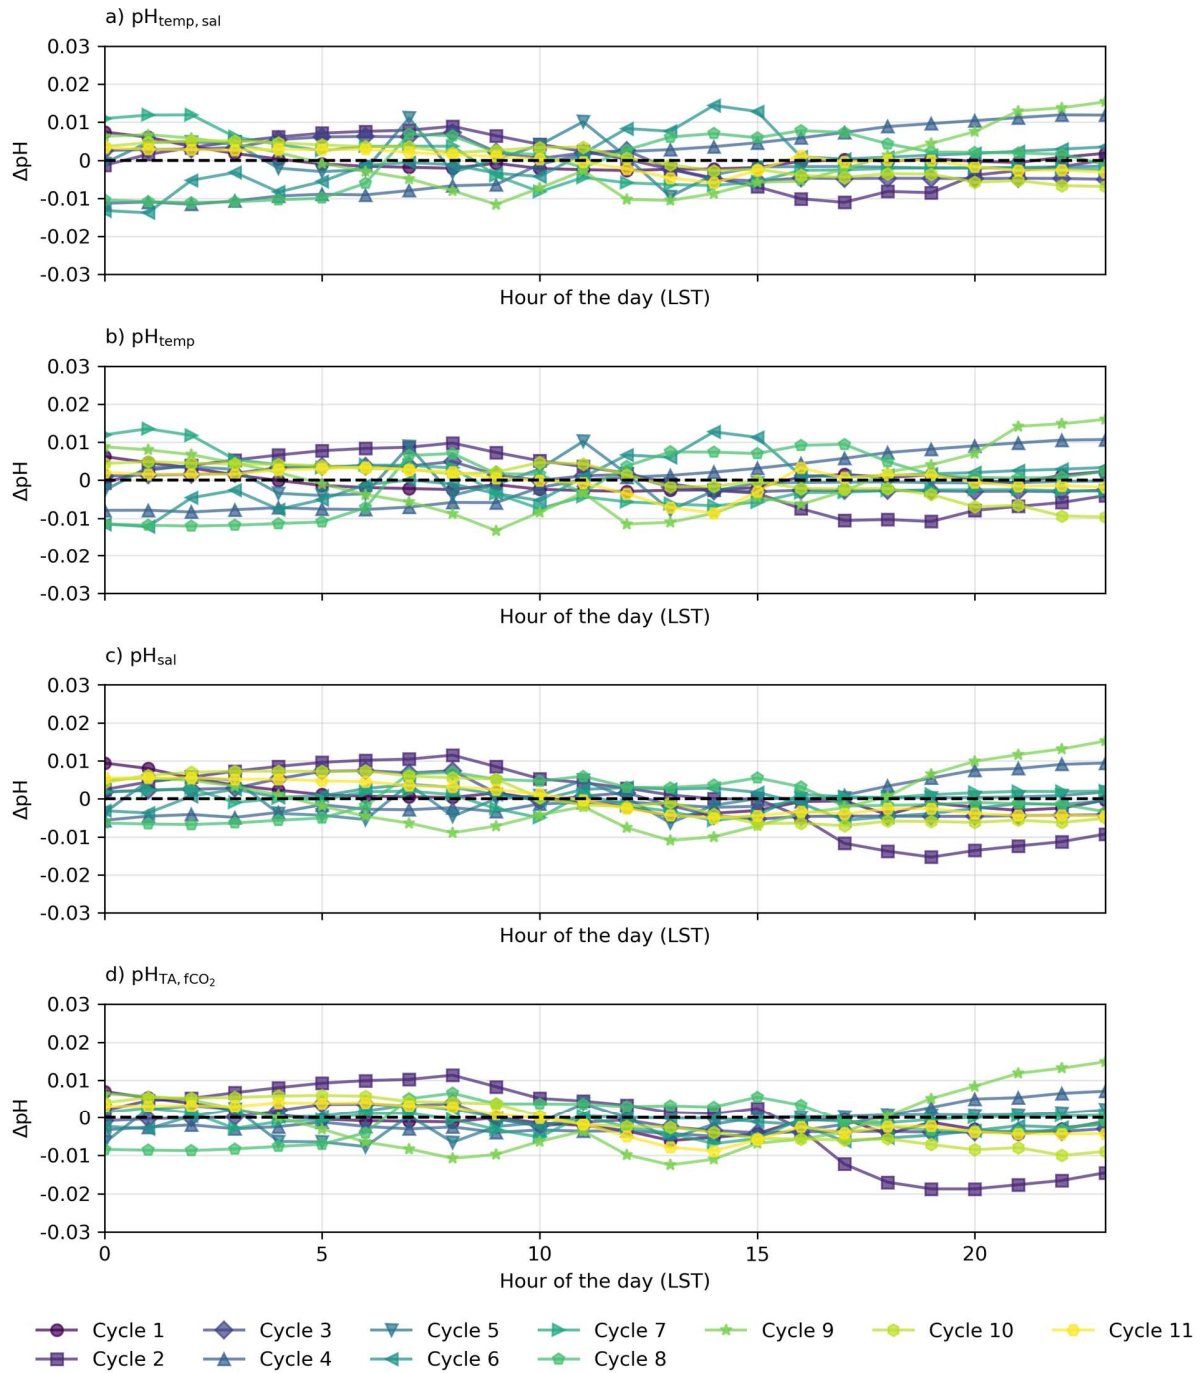 a) pHtemp, sal
0.03
0.02
0.01
0
-0.01
-0.02
-0.03
ΔpH
Hour of the day (LST)
b) pHtemp
0.03
0.02
0.01
0
-0.01
-0.02
-0.03
ΔpH
Hour of the day (LST)
c) pHsal
0.03
0.02
0.01
0
-0.01
-0.02
-0.03
ΔpH
Hour of the day (LST)
d) pHTA, fCO2
0.03
0.02
0.01
0
-0.01
-0.02
-0.03
ΔpH
0 5 10 15 20
Hour of the day (LST)
Cycle 1 Cycle 3 Cycle 5 Cycle 7 Cycle 9 Cycle 10 Cycle 11
Cycle 2 Cycle 4 Cycle 6 Cycle 8